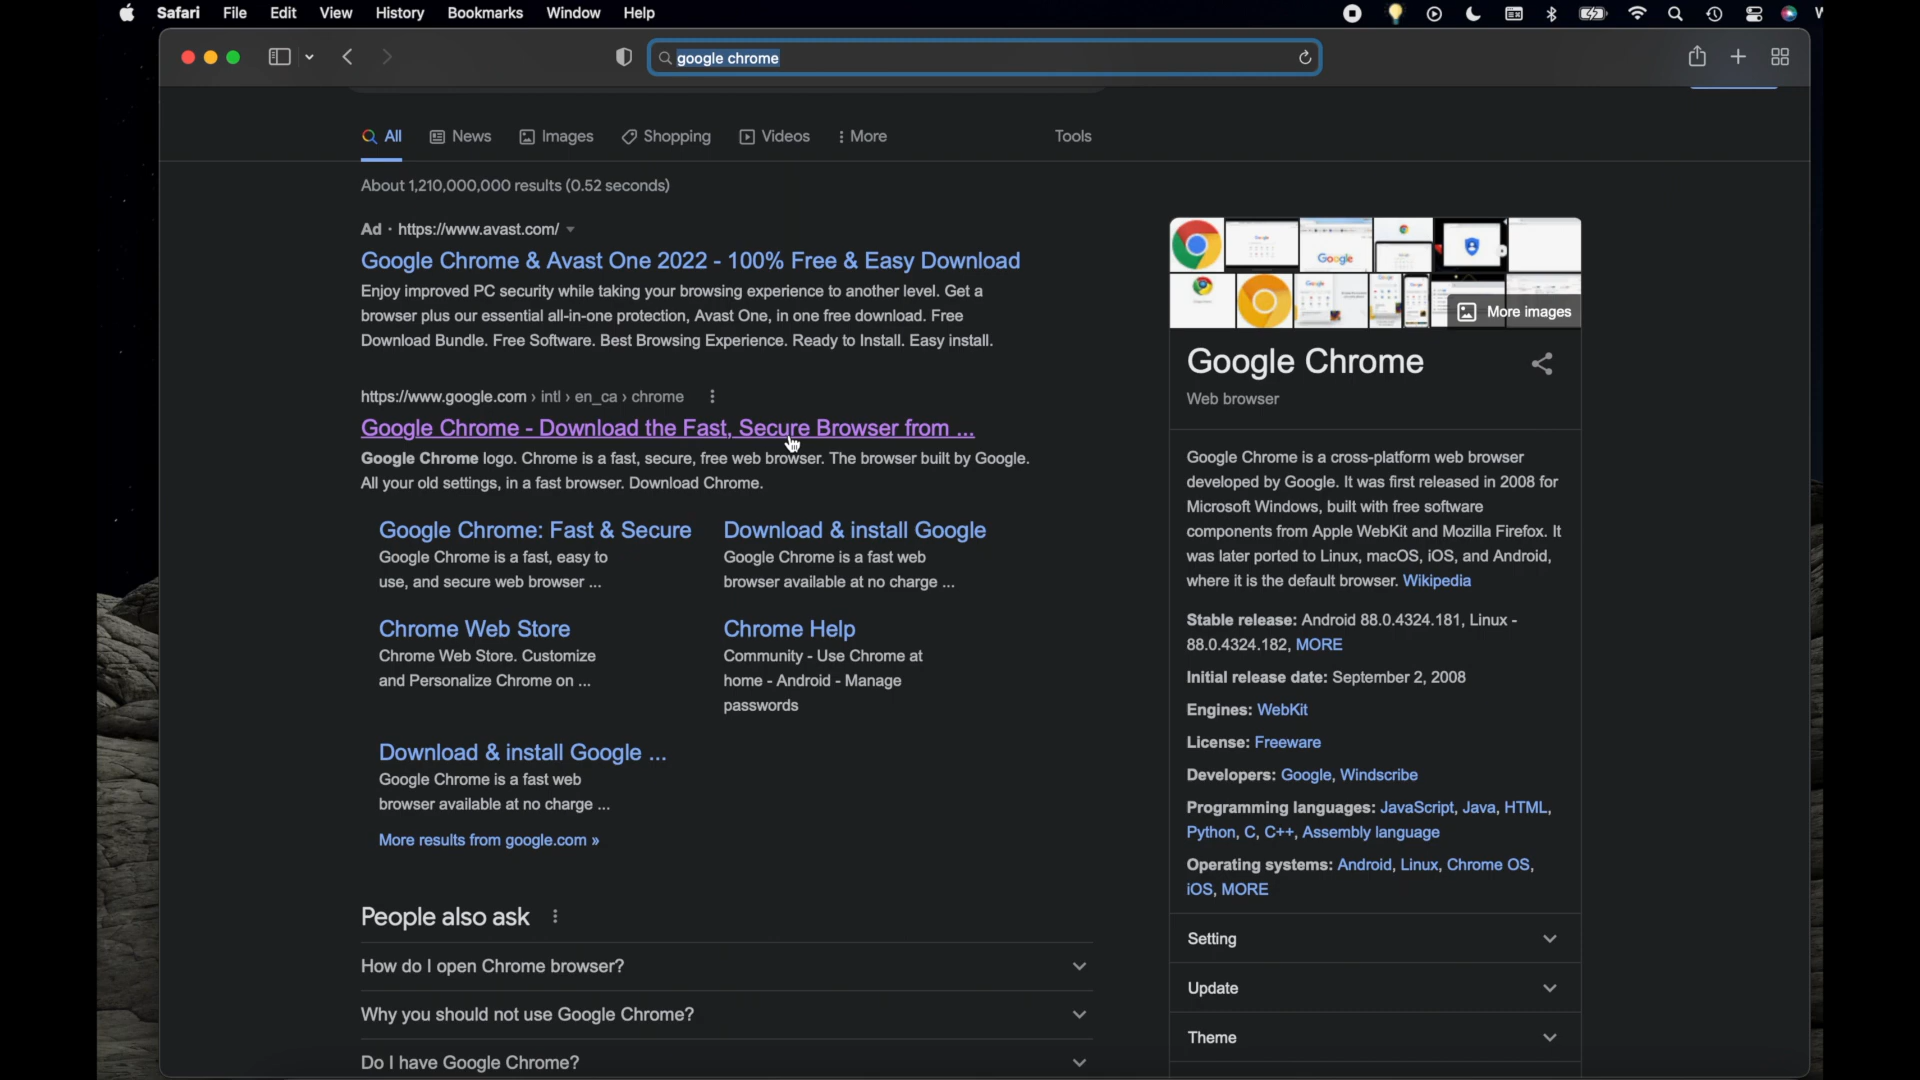 Safari File Edit View History Bookmarks Window Help
google chrome
All News Images Shopping Videos More Tools
About 1,210,000,000 results (0.52 seconds)
Ad · https://www.avast.com/
Google Chrome & Avast One 2022 - 100% Free & Easy Download
Enjoy improved PC security while taking your browsing experience to another level. Get a
browser plus our essential all-in-one protection, Avast One, in one free download. Free
Download Bundle. Free Software. Best Browsing Experience. Ready to Install. Easy install.
https://www.google.com › intl › en_ca › chrome
Google Chrome - Download the Fast, Secure Browser from ...
Google Chrome logo. Chrome is a fast, secure, free web browser. The browser built by Google.
All your old settings, in a fast browser. Download Chrome.
Google Chrome: Fast & Secure
Google Chrome is a fast, easy to
use, and secure web browser ...
Download & install Google
Google Chrome is a fast web
browser available at no charge ...
Chrome Web Store
Chrome Web Store. Customize
and Personalize Chrome on ...
Chrome Help
Community - Use Chrome at
home - Android - Manage
passwords
Download & install Google ...
Google Chrome is a fast web
browser available at no charge ...
More results from google.com »
People also ask
How do I open Chrome browser?
Why you should not use Google Chrome?
Do I have Google Chrome?
Google
More images
Google Chrome
Web browser
Google Chrome is a cross-platform web browser
developed by Google. It was first released in 2008 for
Microsoft Windows, built with free software
components from Apple WebKit and Mozilla Firefox. It
was later ported to Linux, macOS, iOS, and Android,
where it is the default browser. Wikipedia
Stable release: Android 88.0.4324.181, Linux -
88.0.4324.182, MORE
Initial release date: September 2, 2008
Engines: WebKit
License: Freeware
Developers: Google, Windscribe
Programming languages: JavaScript, Java, HTML,
Python, C, C++, Assembly language
Operating systems: Android, Linux, Chrome OS,
iOS, MORE
Setting
Update
Theme